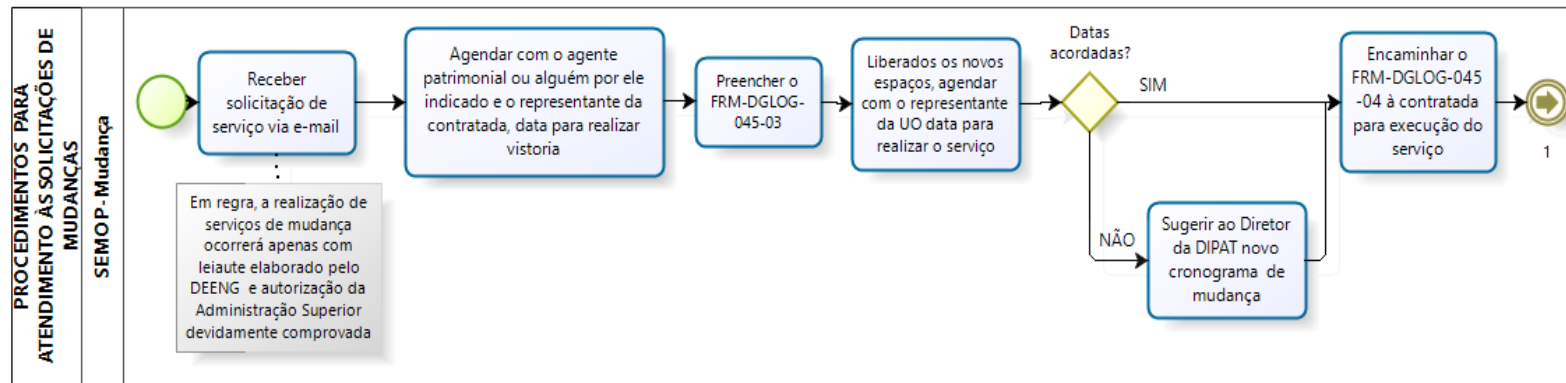 PROCEDIMENTOS PARA
ATENDIMENTO ÀS SOLICITAÇÕES DE
MUDANÇAS
SEMOP-Mudança
Receber
solicitação de
serviço via e-mail
Em regra, a realização de
serviços de mudança
ocorrerá apenas com
leiaute elaborado pelo
DEENG e autorização da
Administração Superior
devidamente comprovada
Agendar com o agente
patrimonial ou alguém por ele
indicado e o representante da
contratada, data para realizar
vistoria
Preencher o
FRM-DGLOG-
045-03
Liberados os novos
espaços, agendar
com o representante
da UO data para
realizar o serviço
Datas
acordadas?
SIM
NÃO
Sugerir ao Diretor
da DIPAT novo
cronograma de
mudança
Encaminhar o
FRM-DGLOG-045
-04 à contratada
para execução do
serviço
1